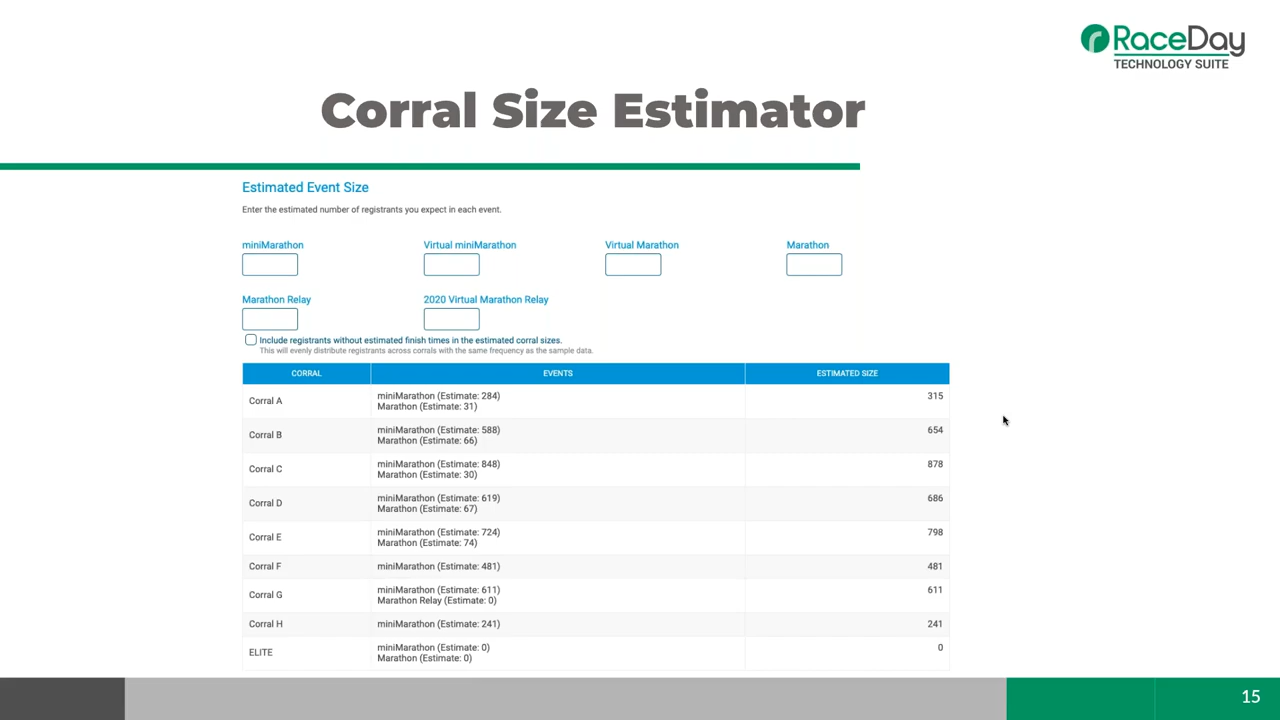 RaceDay
TECHNOLOGY SUITE
Corral Size Estimator
Estimated Event Size
Enter the estimated number of registrants you expect in each event.
miniMarathon Virtual miniMarathon Virtual Marathon Marathon
Marathon Relay 2020 Virtual Marathon Relay
Include registrants without estimated finish times in the estimated corral sizes.
This will evenly distribute registrants across corrals with the same frequency as the sample data.
CORRAL EVENTS ESTIMATED SIZE
Corral A miniMarathon (Estimate: 284) 315
Marathon (Estimate: 31)
Corral B miniMarathon (Estimate: 588) 654
Marathon (Estimate: 66)
Corral C miniMarathon (Estimate: 848) 878
Marathon (Estimate: 30)
Corral D miniMarathon (Estimate: 619) 686
Marathon (Estimate: 67)
Corral E miniMarathon (Estimate: 724) 798
Marathon (Estimate: 74)
Corral F miniMarathon (Estimate: 481) 481
Corral G miniMarathon (Estimate: 611) 611
Marathon Relay (Estimate: 0)
Corral H miniMarathon (Estimate: 241) 241
ELITE miniMarathon (Estimate: 0) 0
Marathon (Estimate: 0)
15